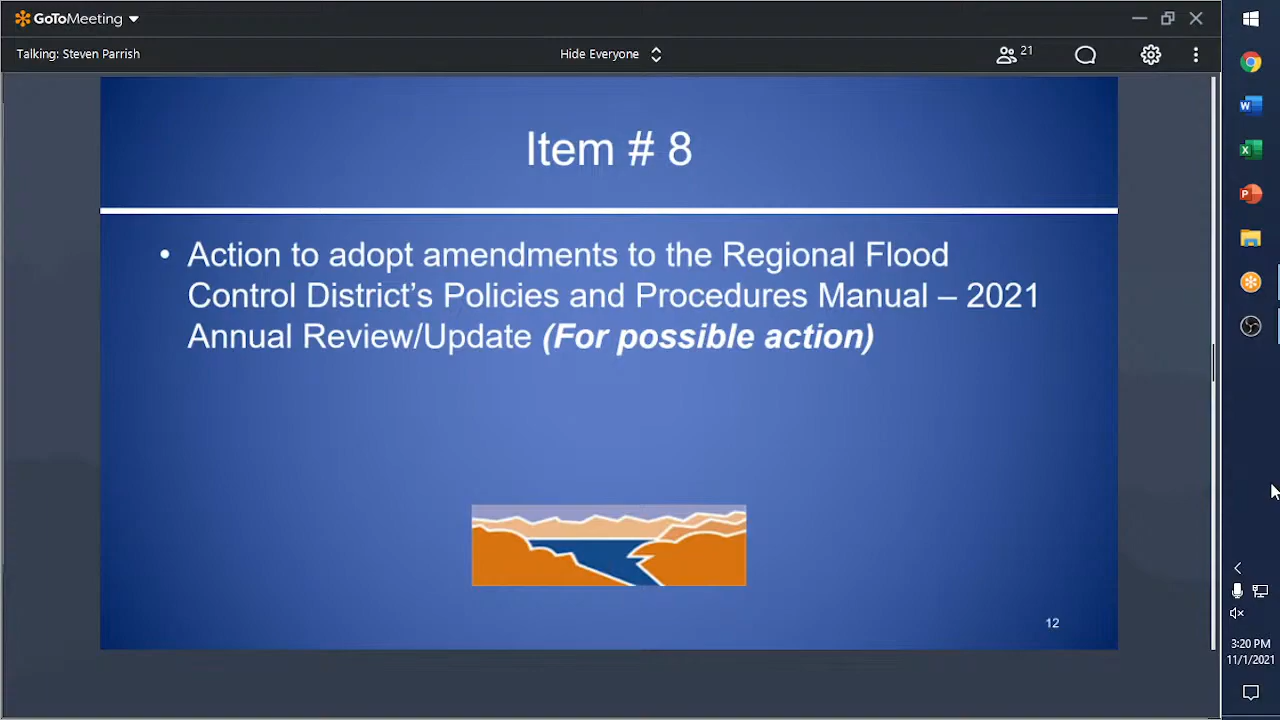 GoToMeeting
Talking: Steven Parrish
Hide Everyone
21
Item # 8
• Action to adopt amendments to the Regional Flood
Control District’s Policies and Procedures Manual – 2021
Annual Review/Update (For possible action)
12
3:20 PM
11/1/2021